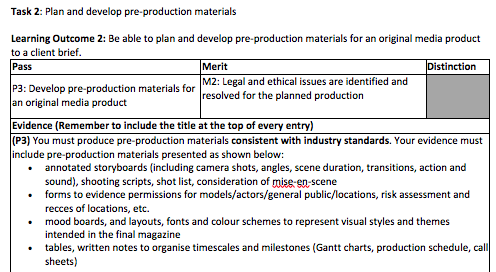 Task 2: Plan and develop pre-production materials
Learning Outcome 2: Be able to plan and develop pre-production materials for an original media product
to a client brief.
Pass Merit Distinction
P3: Develop pre-production materials for
an original media product
M2: Legal and ethical issues are identified and
resolved for the planned production
Evidence (Remember to include the title at the top of every entry)
(P3) You must produce pre-production materials consistent with industry standards. Your evidence must
include pre-production materials presented as shown below:
• annotated storyboards (including camera shots, angles, scene duration, transitions, action and
sound), shooting scripts, shot list, consideration of mise-en-scene
• forms to evidence permissions for models/actors/general public/locations, risk assessment and
recces of locations, etc.
• mood boards, and layouts, fonts and colour schemes to represent visual styles and themes
intended in the final magazine
• tables, written notes to organise timescales and milestones (Gantt charts, production schedule, call
sheets)